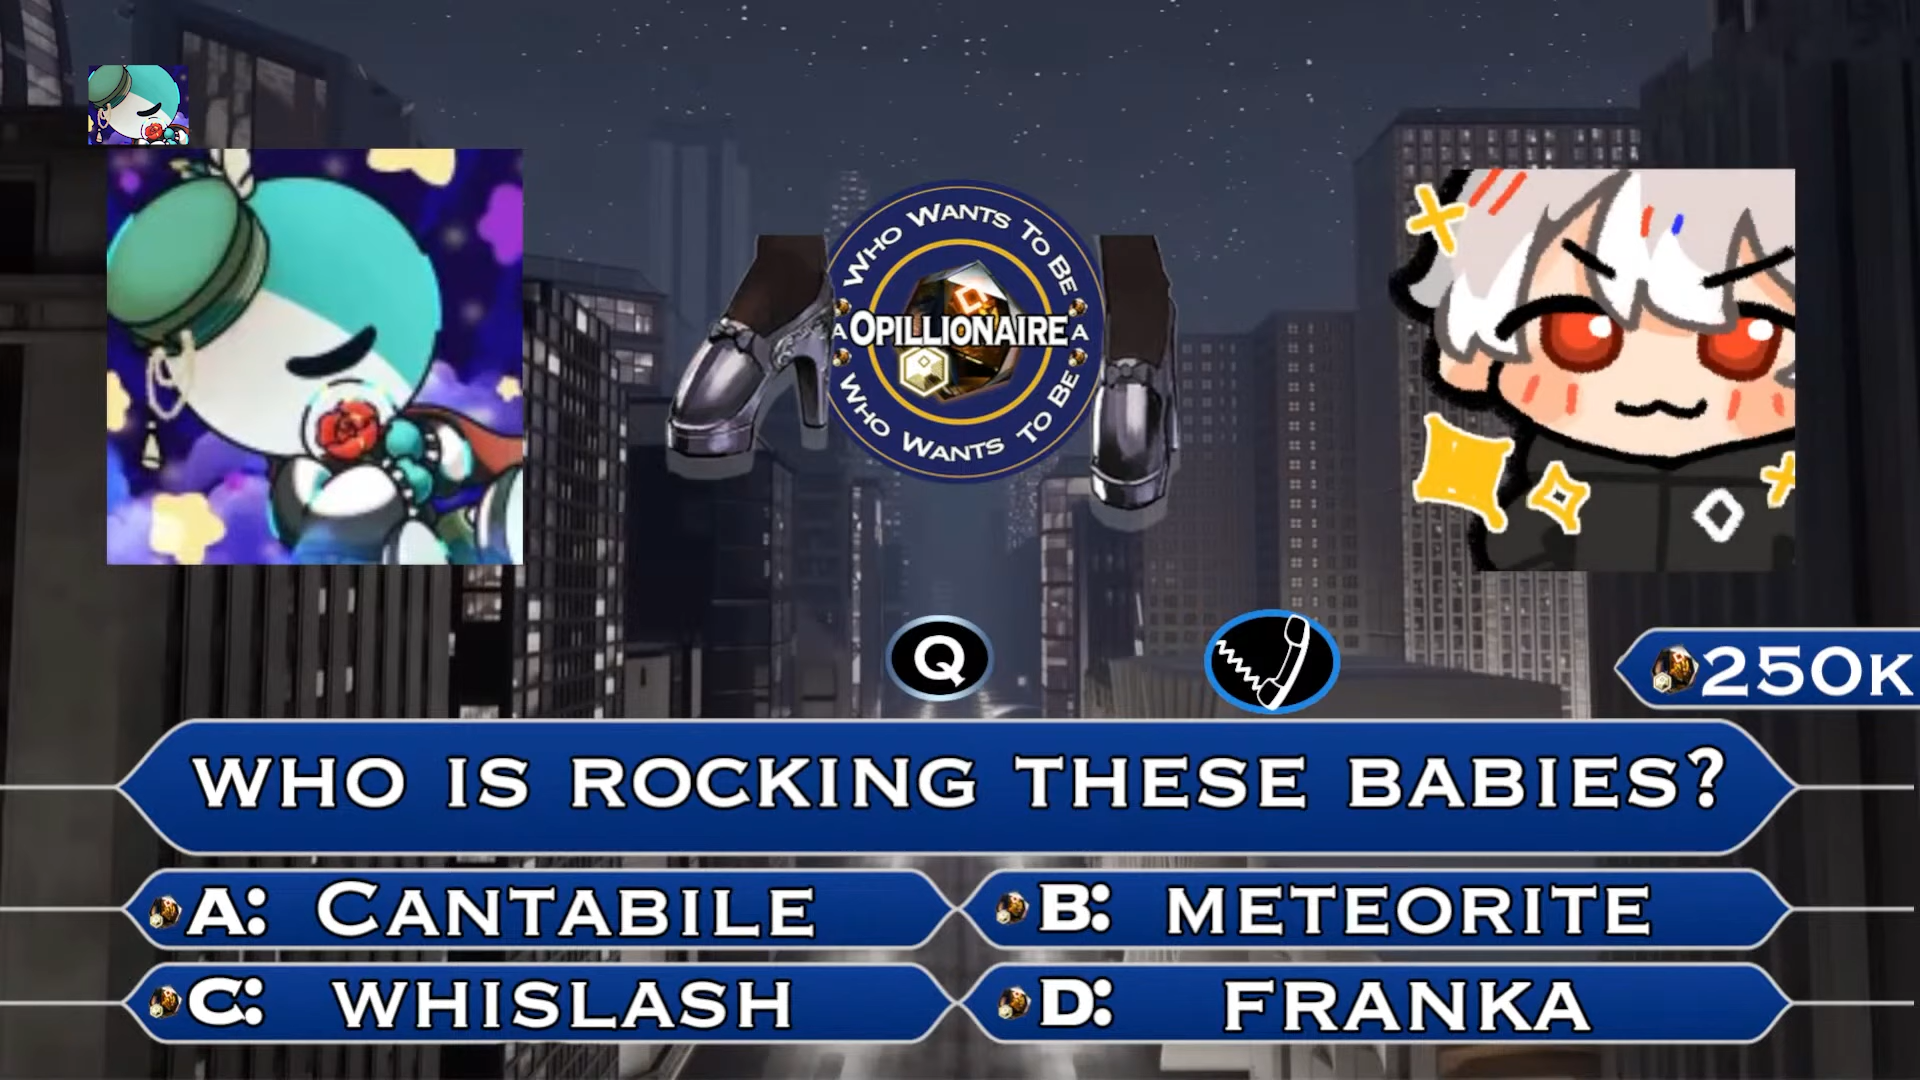 WHO WANTS TO BE
A OPILLIONAIRE A
WHO WANTS TO BE
Q
250K
WHO IS ROCKING THESE BABIES?
A: CANTABILE
B: METEORITE
C: WHISLASH
D: FRANKA